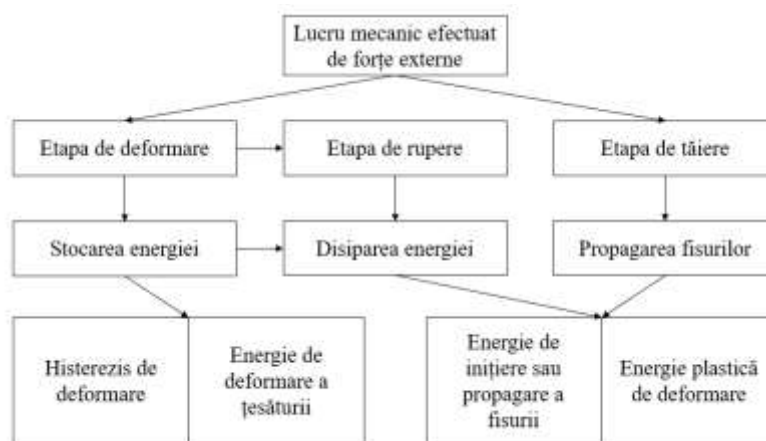 Lucru mecanic efectuat
de forțe externe
Etapa de deformare
Etapa de rupere
Etapa de tăiere
Stocarea energiei
Disiparea energiei
Propagarea fisurilor
Histerezis de
deformare
Energie de
deformare a
țesăturii
Energie de
inițiere sau
propagare a
fisurii
Energie plastică
de deformare